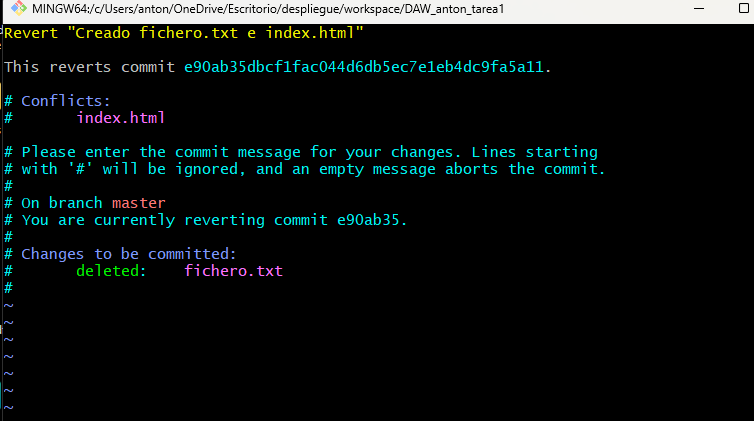 MINGW64:/c/Users/anton/OneDrive/Escritorio/despliegue/workspace/DAW_anton_tarea1
Revert "Creado fichero.txt e index.html"
This reverts commit e90ab35dbcf1fac044d6db5ec7e1eb4dc9fa5a11.
# Conflicts:
#       index.html
# Please enter the commit message for your changes. Lines starting
# with '#' will be ignored, and an empty message aborts the commit.
#
# On branch master
# You are currently reverting commit e90ab35.
#
# Changes to be committed:
#       deleted:    fichero.txt
#
~
~
~
~
~
~
~